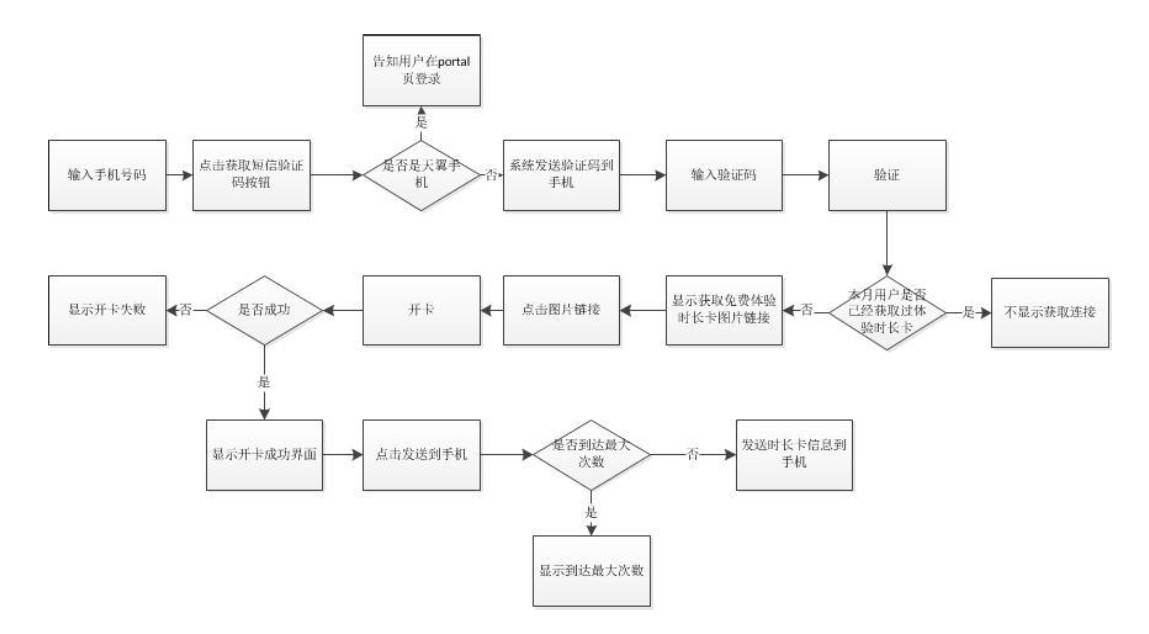 告知用户在portal
页登录
是
输入手机号码
点击获取短信验证
码按钮
是否是天翼手
机
否
系统发送验证码到
手机
输入验证码
验证
显示开卡失败
否
是否成功
开卡
点击图片链接
显示获取免费体验
时长卡图片链接
否
本月用户是否
已经获取过体
验时长卡
是
不显示获取连接
是
显示开卡成功界面
点击发送到手机
是否到达最大
次数
否
发送时长卡信息到
手机
是
显示到达最大次数